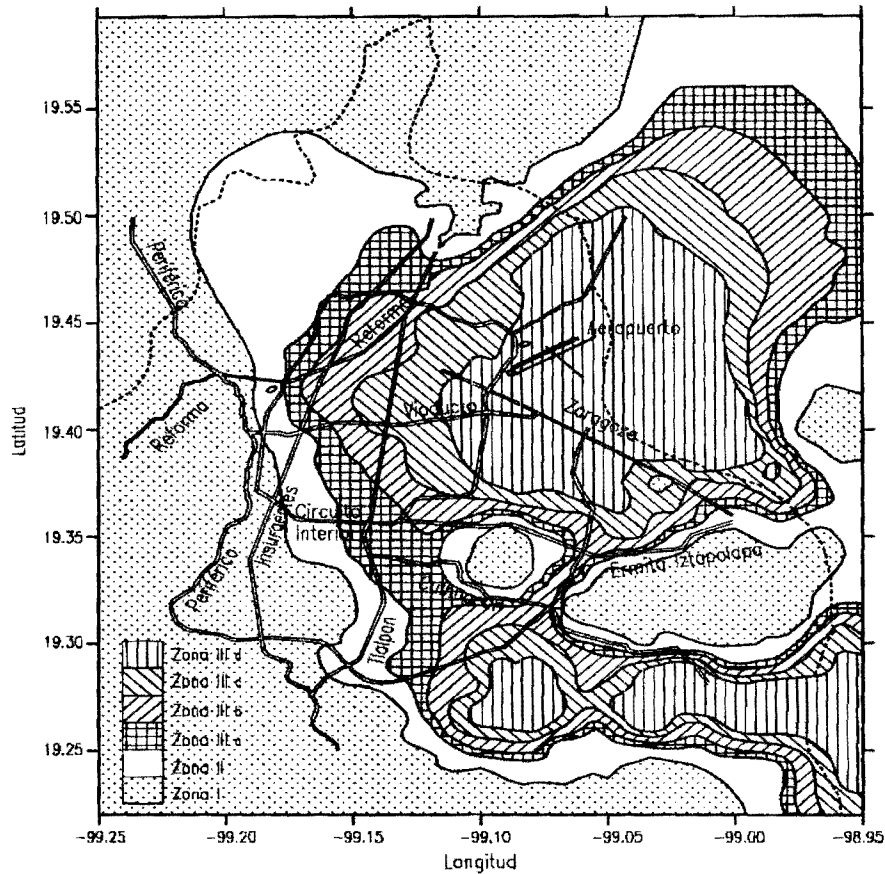 19.55
19.50
19.45
19.40
19.35
19.30
19.25
Latitud
Periférico
Reforma
Aeropuerto
Reforma
Viaducto
Zaragoza
Insurgentes
Circuito
Interior
Ermita Iztapalapa
Periférico
Tlalpan
Zona III d
Zona III c
Zona III b
Zona III a
Zona II
Zona I
-99.25
-99.20
-99.15
-99.10
-99.05
-99.00
-98.95
Longitud